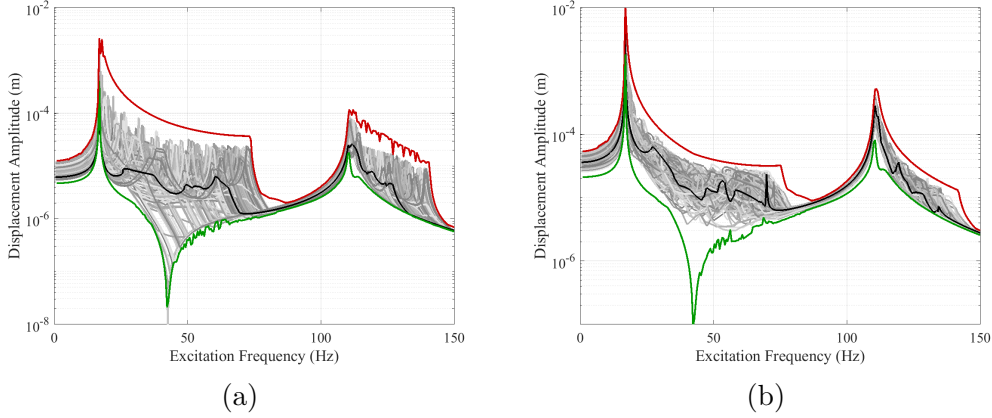 10^-2
10^-4
10^-6
10^-8
Displacement Amplitude (m)
0 50 100 150
Excitation Frequency (Hz)
(a)
10^-2
10^-4
10^-6
Displacement Amplitude (m)
0 50 100 150
Excitation Frequency (Hz)
(b)